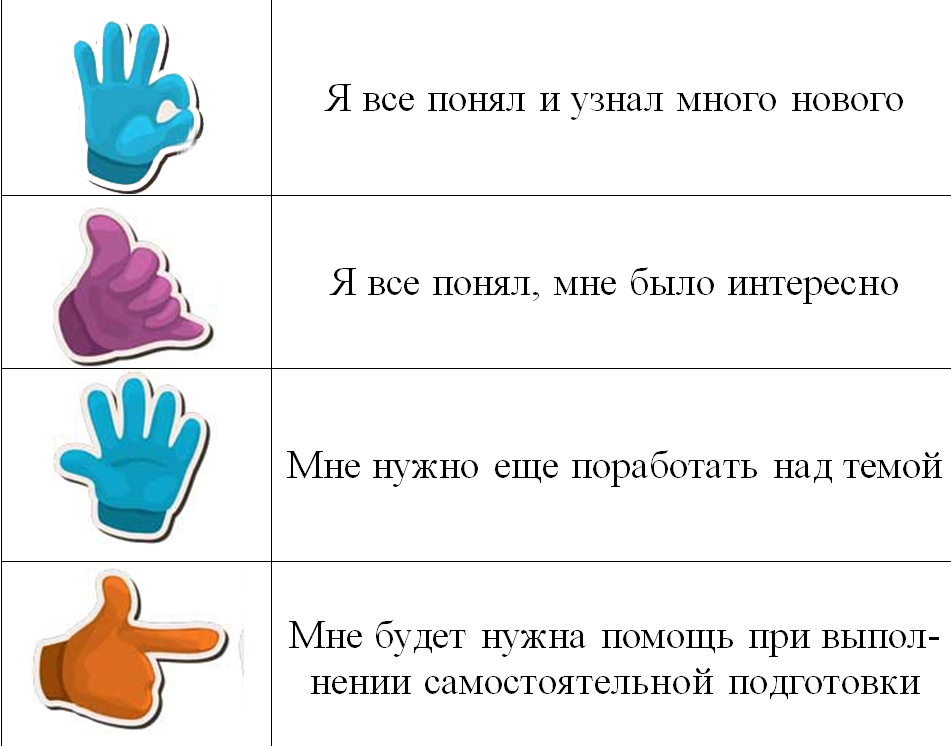 Я все понял и узнал много нового
Я все понял, мне было интересно
Мне нужно еще поработать над темой
Мне будет нужна помощь при выпол-
нении самостоятельной подготовки